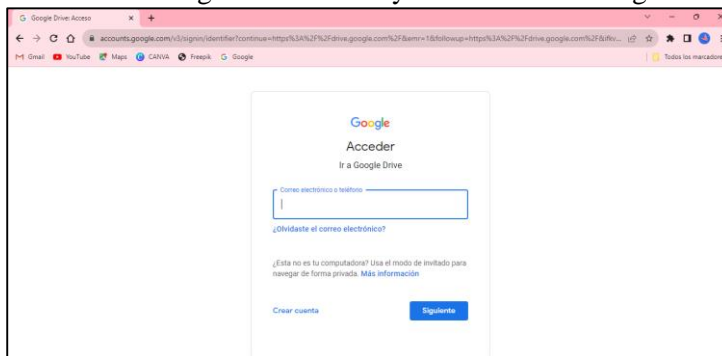 Google Drive: Acceso
accounts.google.com/v3/signin/identifier?continue=https%3A%2F%2Fdrive.google.com%2F&emr=1&followup=https%3A%2F%2Fdrive.google.com%2F&ifkv...
Gmail YouTube Maps CANVA Freepik Google Todos los marcadores
Google
Acceder
Ir a Google Drive
Correo electrónico o teléfono
¿Olvidaste el correo electrónico?
¿Esta no es tu computadora? Usa el modo de invitado para
navegar de forma privada. Más información
Crear cuenta Siguiente